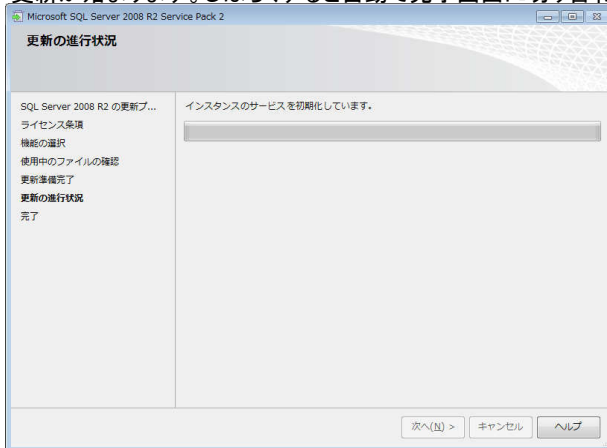 Microsoft SQL Server 2008 R2 Service Pack 2
更新の進行状況
SQL Server 2008 R2 の更新プ...
ライセンス条項
機能の選択
使用中のファイルの確認
更新準備完了
更新の進行状況
完了
インスタンスのサービスを初期化しています。
次へ(N) >
キャンセル
ヘルプ